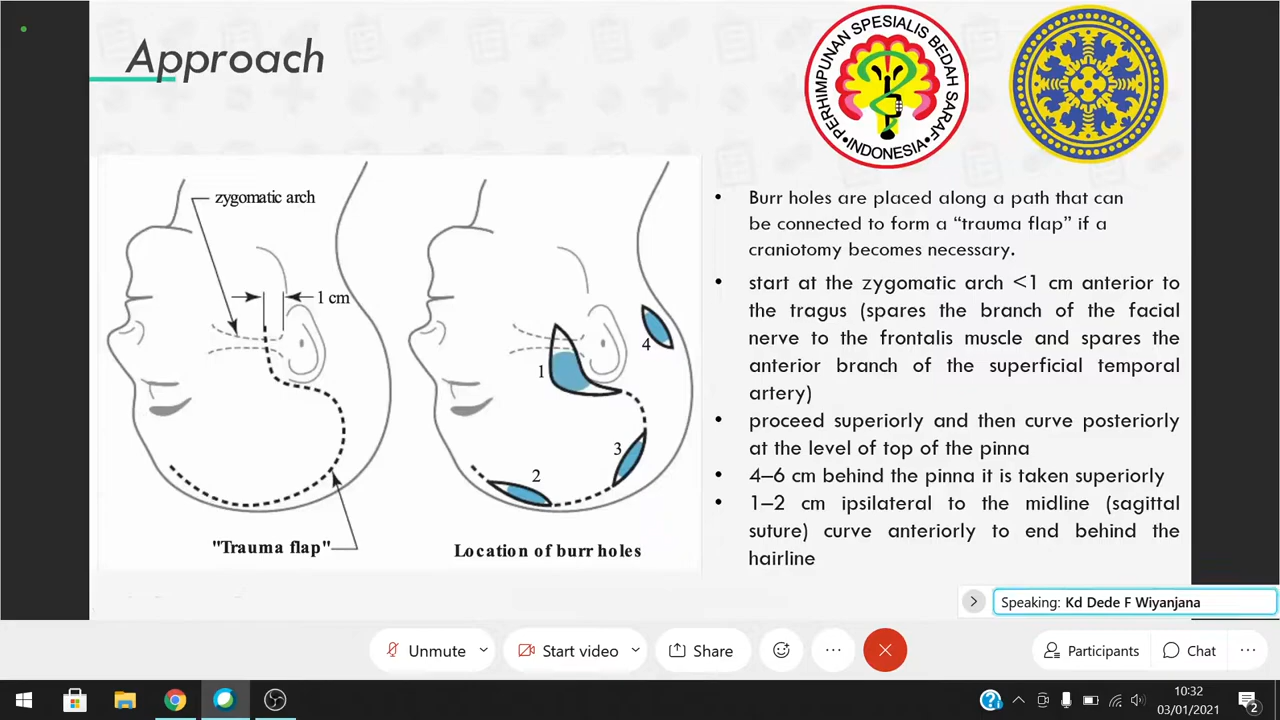 Approach
PERHIMPUNAN SPESIALIS BEDAH SARAF
•INDONESIA•
zygomatic arch
1 cm
"Trauma flap"
1
2
3
4
Location of burr holes
• Burr holes are placed along a path that can
be connected to form a “trauma flap” if a
craniotomy becomes necessary.
• start at the zygomatic arch <1 cm anterior to
the tragus (spares the branch of the facial
nerve to the frontalis muscle and spares the
anterior branch of the superficial temporal
artery)
• proceed superiorly and then curve posteriorly
at the level of top of the pinna
• 4–6 cm behind the pinna it is taken superiorly
• 1–2 cm ipsilateral to the midline (sagittal
suture) curve anteriorly to end behind the
hairline
Speaking: Kd Dede F Wiyanjana
Unmute
Start video
Share
Participants
Chat
10:32
03/01/2021
2